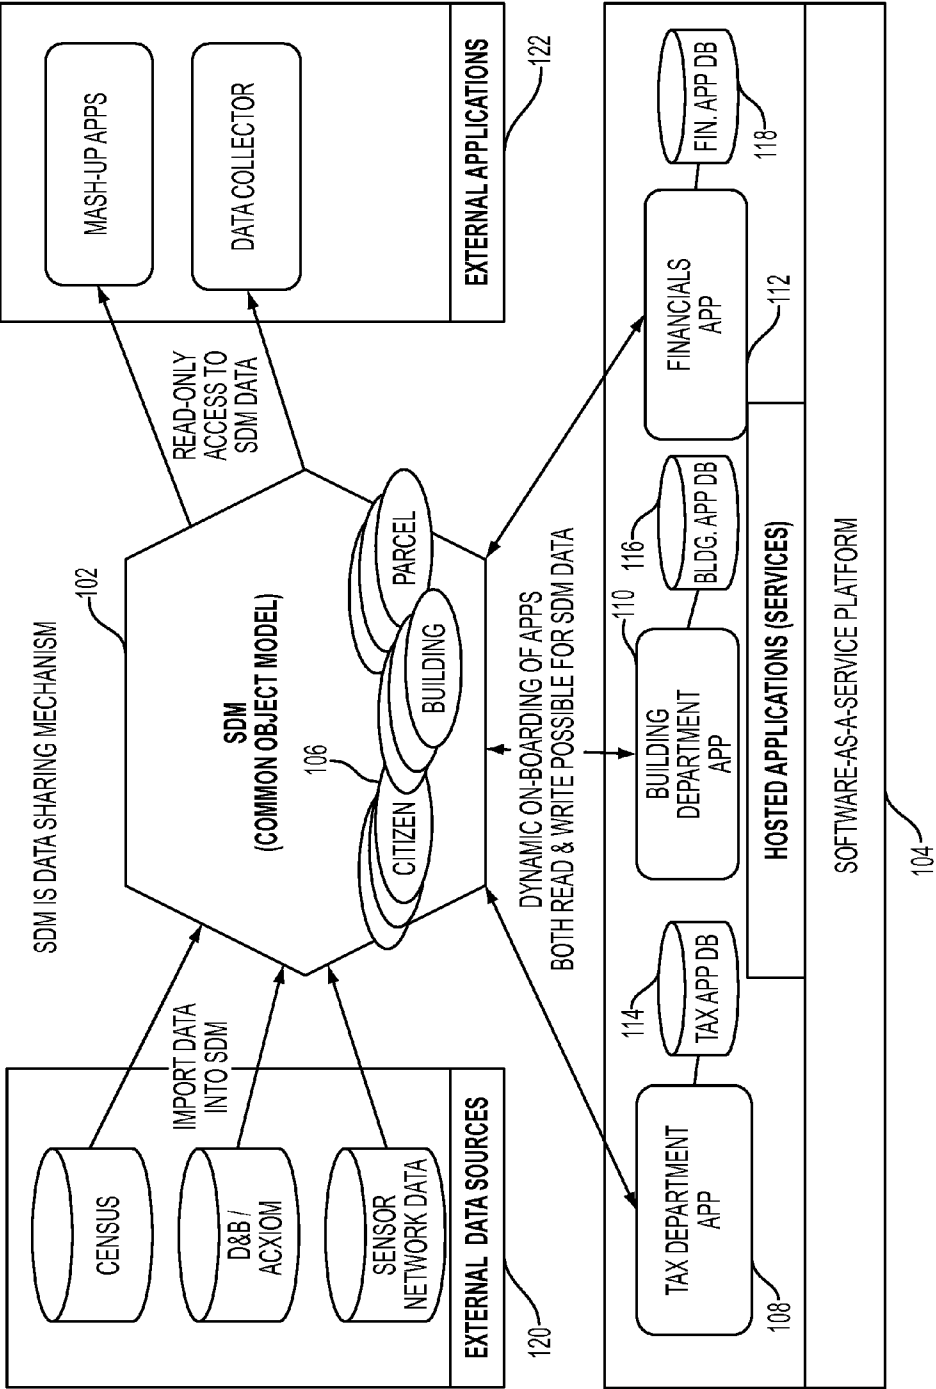 SDM IS DATA SHARING MECHANISM
102
CENSUS
D&B /
ACXIOM
SENSOR
NETWORK DATA
EXTERNAL DATA SOURCES
120
IMPORT DATA
INTO SDM
SDM
(COMMON OBJECT MODEL)
106
CITIZEN
BUILDING
PARCEL
READ-ONLY
ACCESS TO
SDM DATA
MASH-UP APPS
DATA COLLECTOR
EXTERNAL APPLICATIONS
122
DYNAMIC ON-BOARDING OF APPS
BOTH READ & WRITE POSSIBLE FOR SDM DATA
TAX DEPARTMENT
APP
108
114
TAX APP DB
BUILDING
DEPARTMENT
APP
110
116
BLDG. APP DB
FINANCIALS
APP
112
FIN. APP DB
118
HOSTED APPLICATIONS (SERVICES)
SOFTWARE-AS-A-SERVICE PLATFORM
104